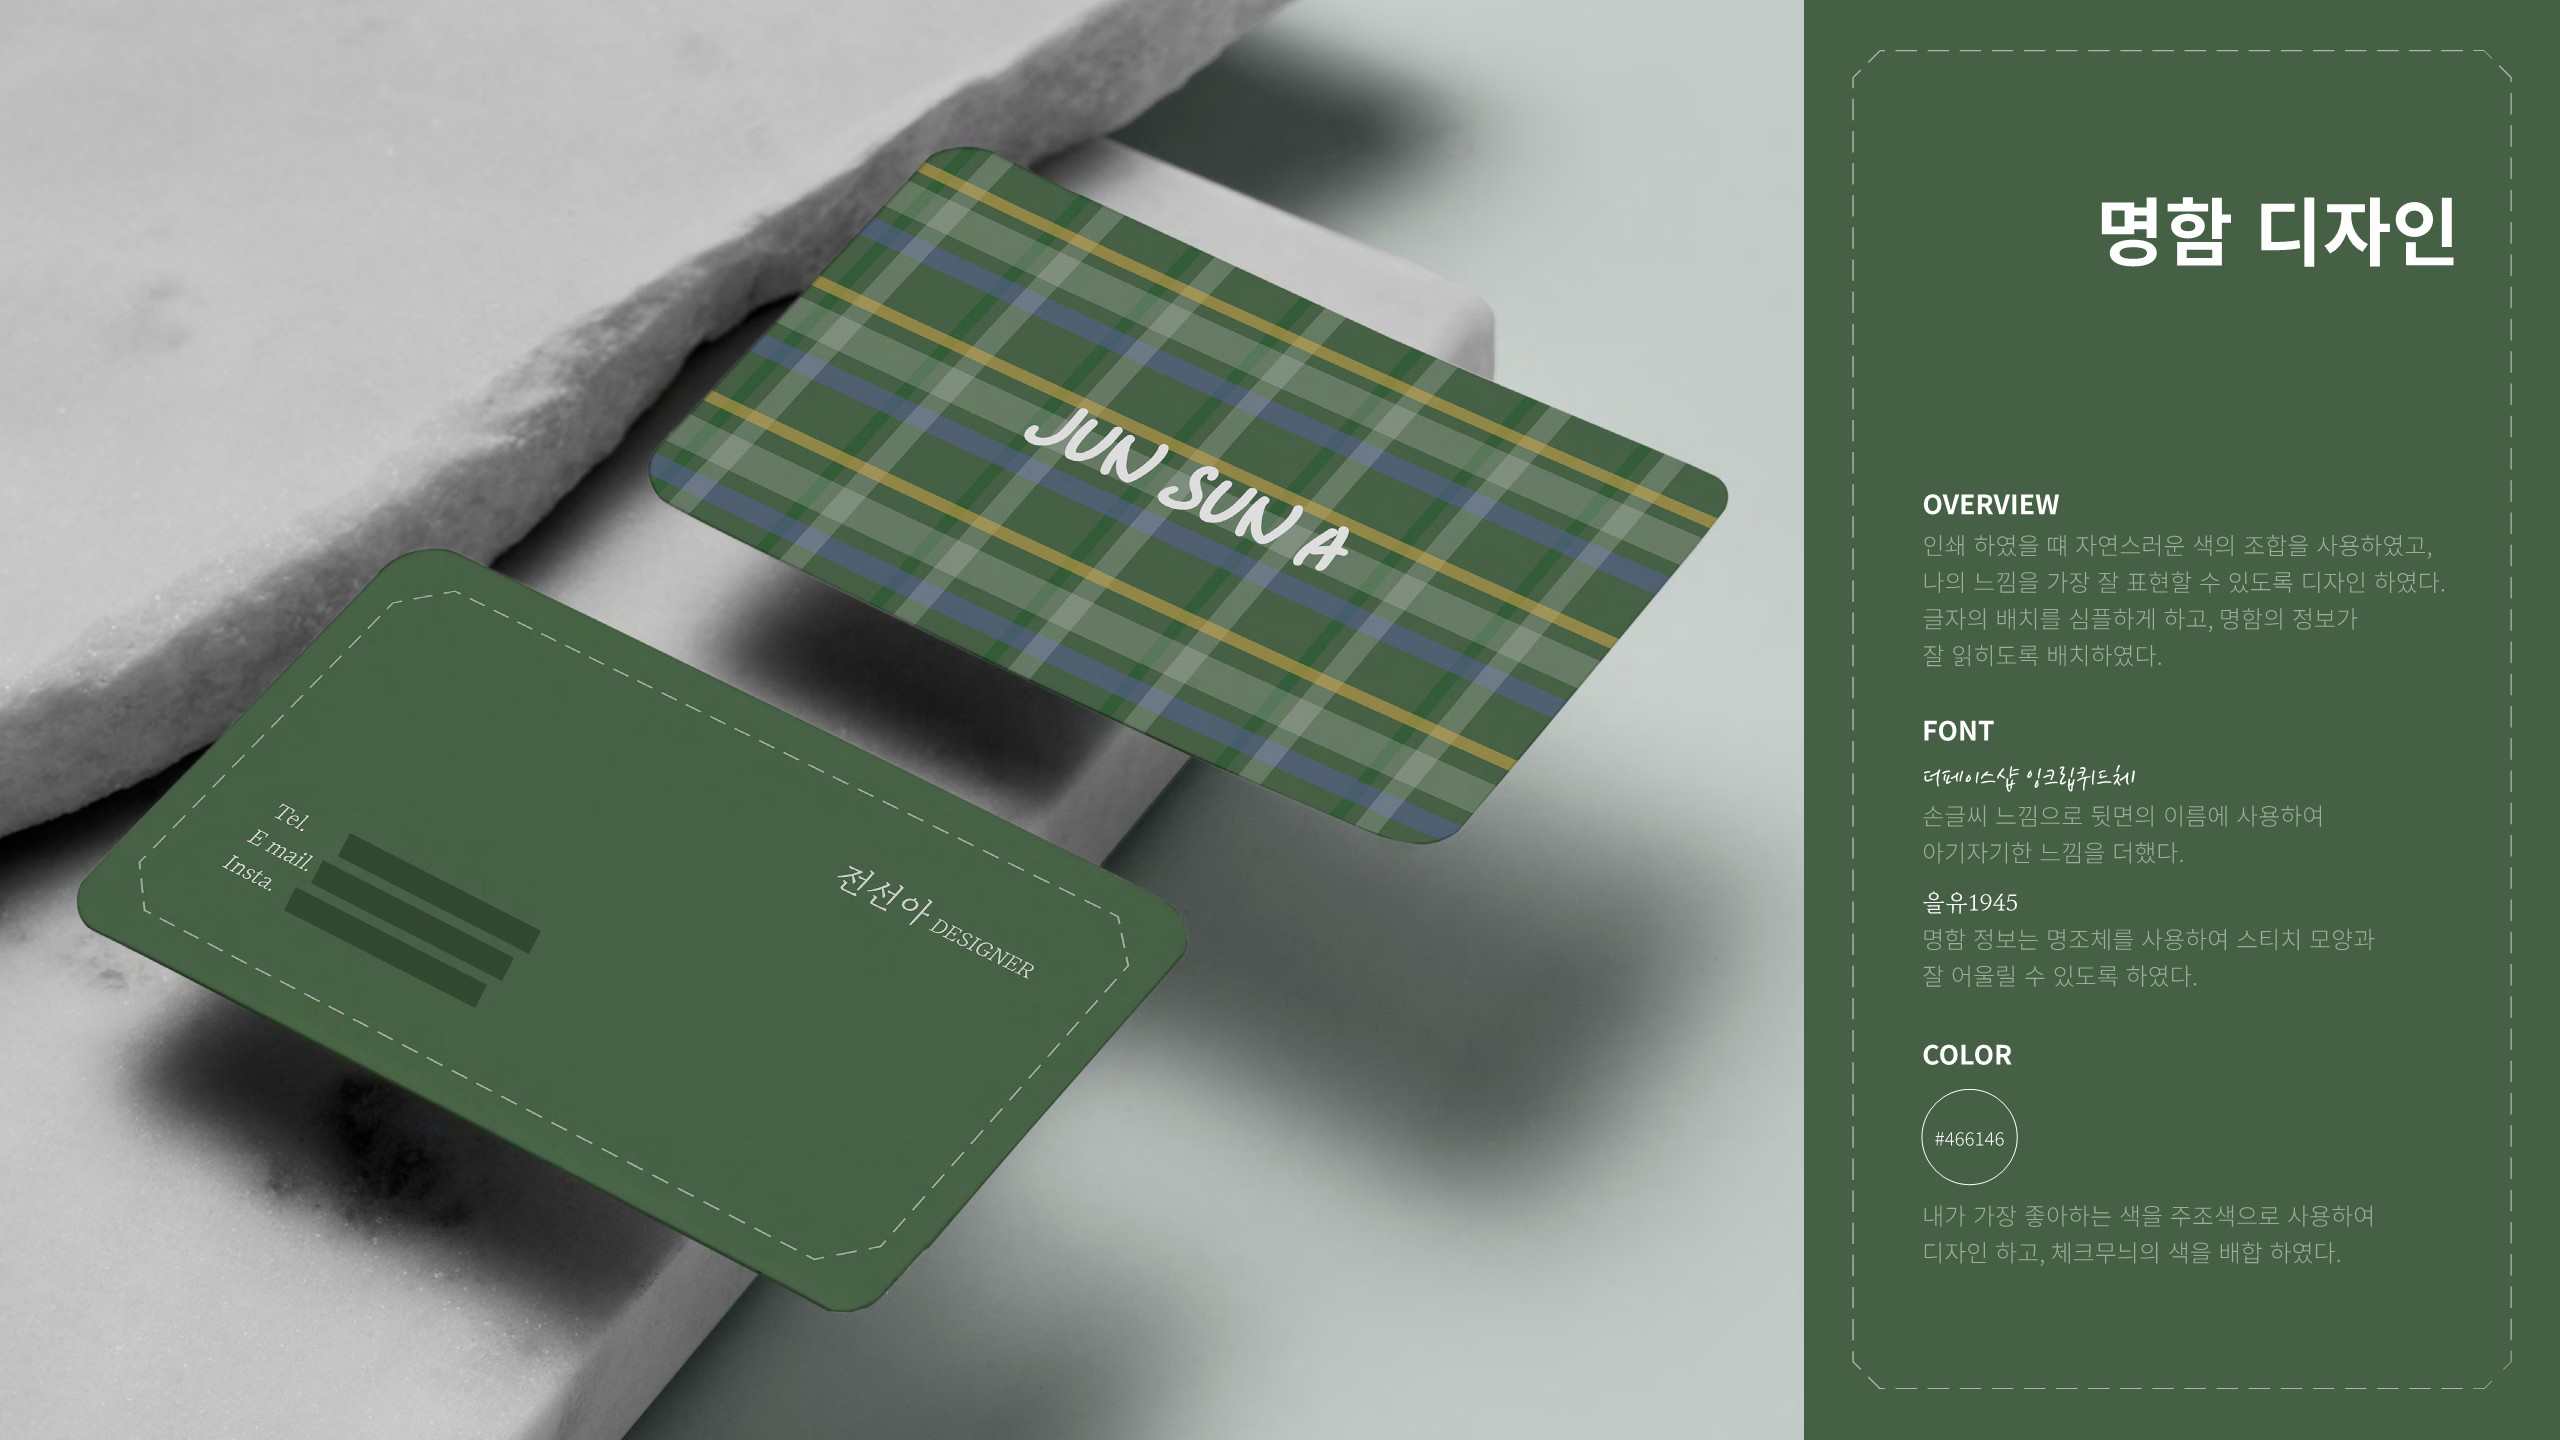 JUN SUN A
Tel.
E mail.
Insta.
전선아 DESIGNER
명함 디자인
OVERVIEW
인쇄 하였을 떄 자연스러운 색의 조합을 사용하였고,
나의 느낌을 가장 잘 표현할 수 있도록 디자인 하였다.
글자의 배치를 심플하게 하고, 명함의 정보가
잘 읽히도록 배치하였다.
FONT
더페이스샵 잉크립퀴드체
손글씨 느낌으로 뒷면의 이름에 사용하여
아기자기한 느낌을 더했다.
을유1945
명함 정보는 명조체를 사용하여 스티치 모양과
잘 어울릴 수 있도록 하였다.
COLOR
#466146
내가 가장 좋아하는 색을 주조색으로 사용하여
디자인 하고, 체크무늬의 색을 배합 하였다.